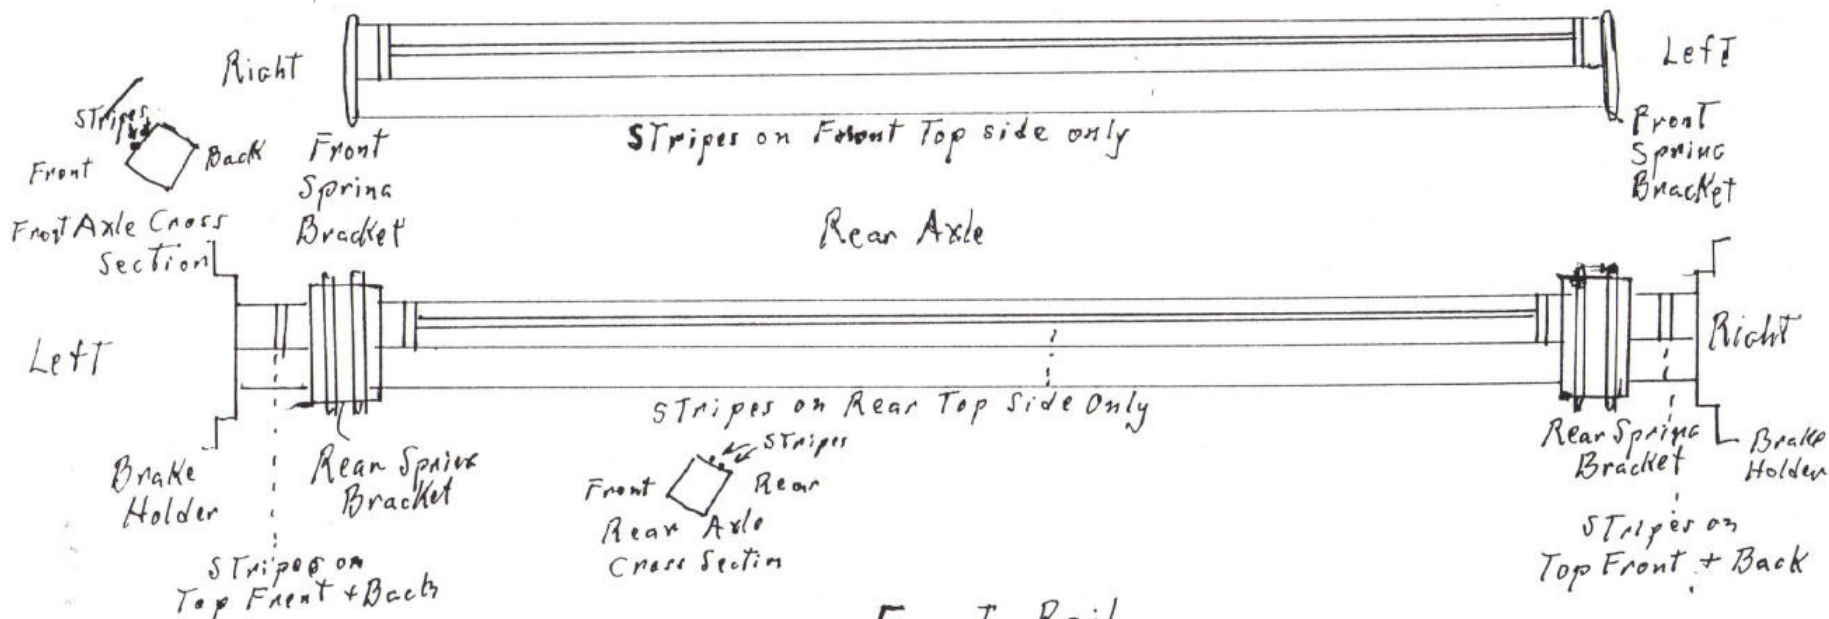 Right
Left
Stripes
Front
Back
Front Axle Cross
Section
Front
Spring
Bracket
Stripes on Front Top side only
Front
Spring
Bracket
Rear Axle
Left
Right
Stripes on Rear Top Side Only
Brake
Holder
Rear Spring
Bracket
Stripes
Front
Rear
Rear Axle
Cross Section
Rear Spring
Bracket
Brake
Holder
Stripes on
Top Front + Back
Stripes on
Top Front + Back